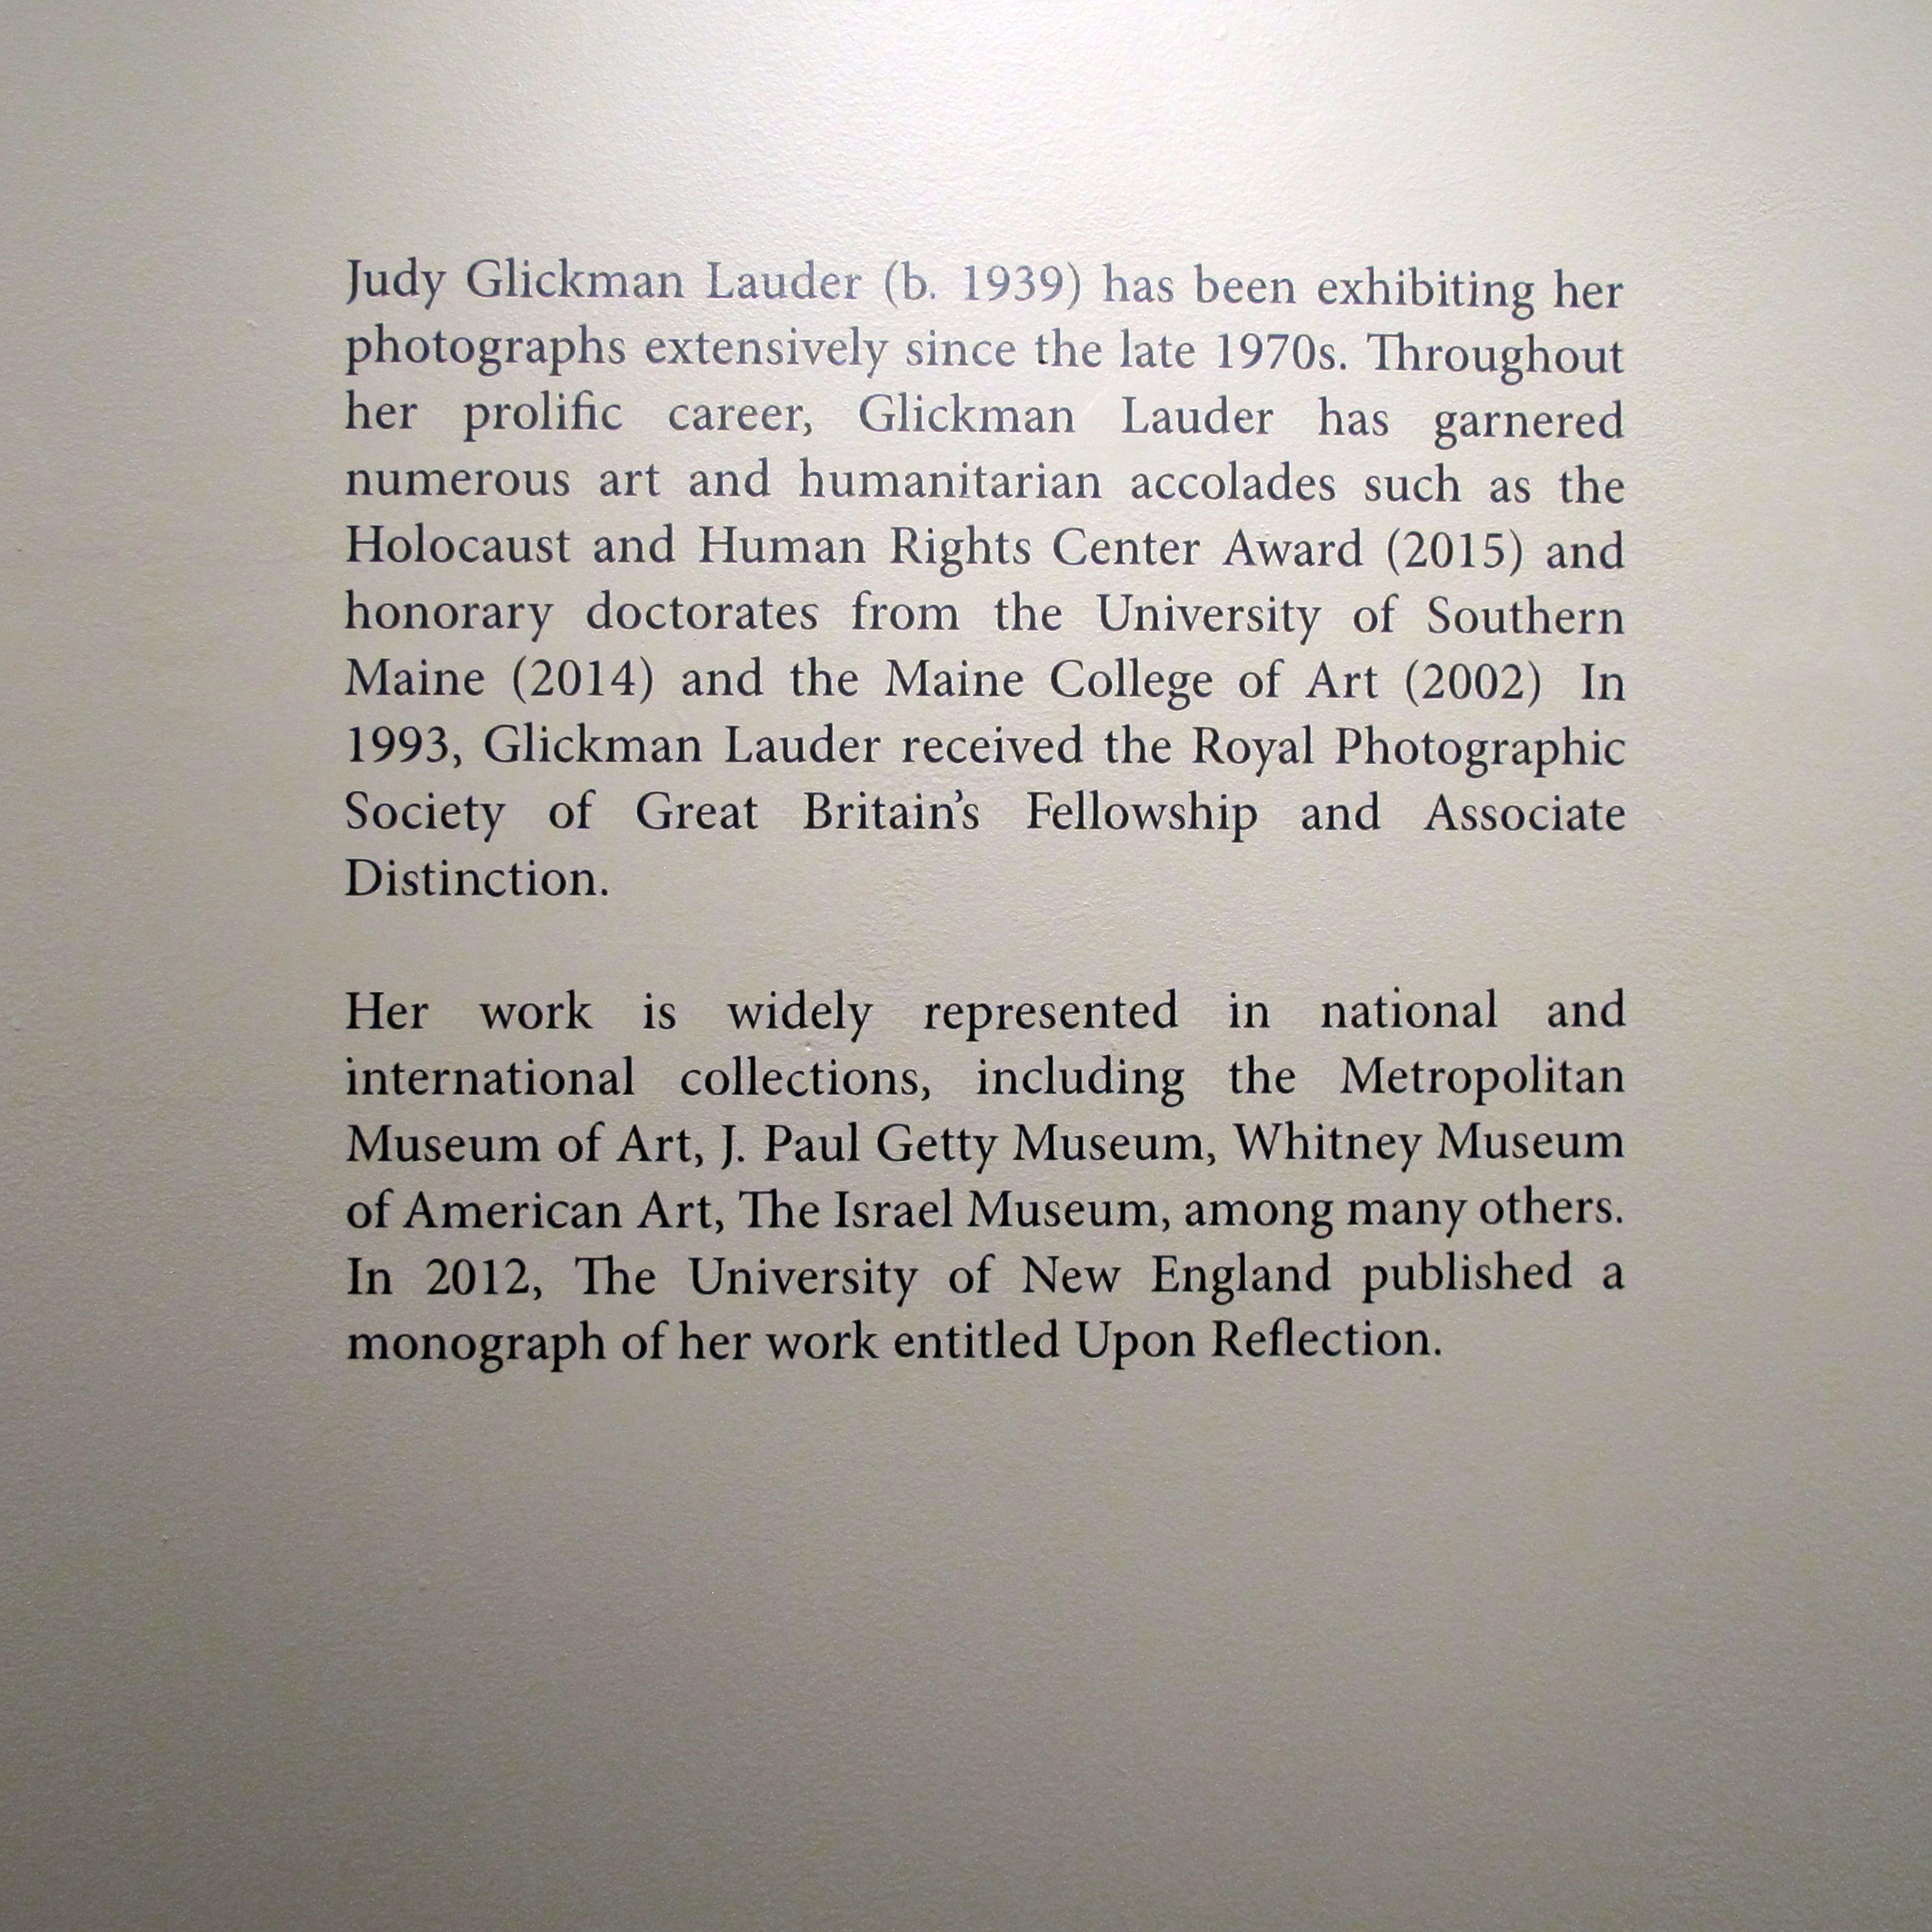 Judy Glickman Lauder (b. 1939) has been exhibiting her
photographs extensively since the late 1970s. Throughout
her prolific career, Glickman Lauder has garnered
numerous art and humanitarian accolades such as the
Holocaust and Human Rights Center Award (2015) and
honorary doctorates from the University of Southern
Maine (2014) and the Maine College of Art (2002) In
1993, Glickman Lauder received the Royal Photographic
Society of Great Britain’s Fellowship and Associate
Distinction.
Her work is widely represented in national and
international collections, including the Metropolitan
Museum of Art, J. Paul Getty Museum, Whitney Museum
of American Art, The Israel Museum, among many others.
In 2012, The University of New England published a
monograph of her work entitled Upon Reflection.